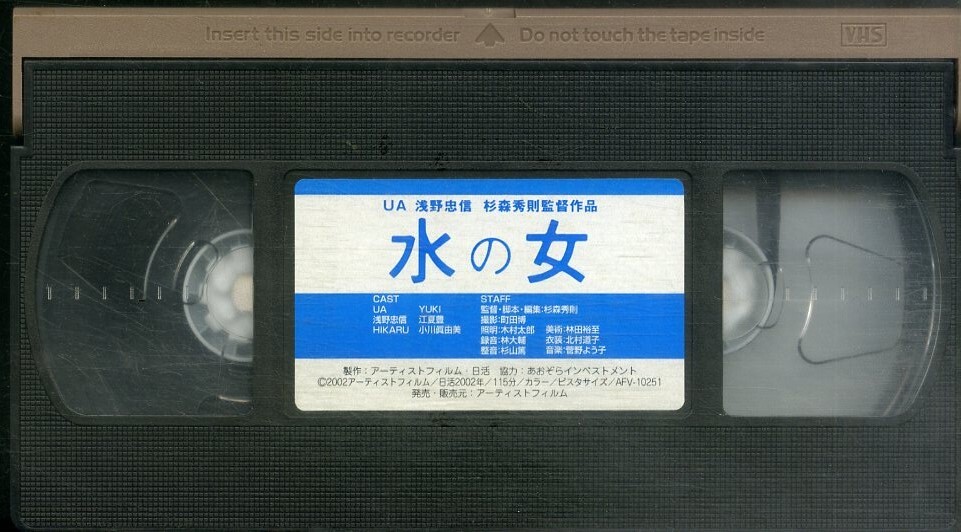 Insert this side into recorder Do not touch the tape inside VHS
UA 浅野忠信 杉森秀則監督作品
水の女
CAST STAFF
UA YUKI 監督・脚本・編集:杉森秀則
浅野忠信 江夏豊 撮影:町田博
HIKARU 小川眞由美 照明:木村太郎 美術:林田裕至
録音:林大輔 衣装:北村道子
整音:杉山篤 音楽:菅野よう子
製作：アーティストフィルム・日活 協力：あおぞらインベストメント
©2002アーティストフィルム／日活2002年／115分／カラー／ビスタサイズ／AFV-10251
発売・販売元：アーティストフィルム